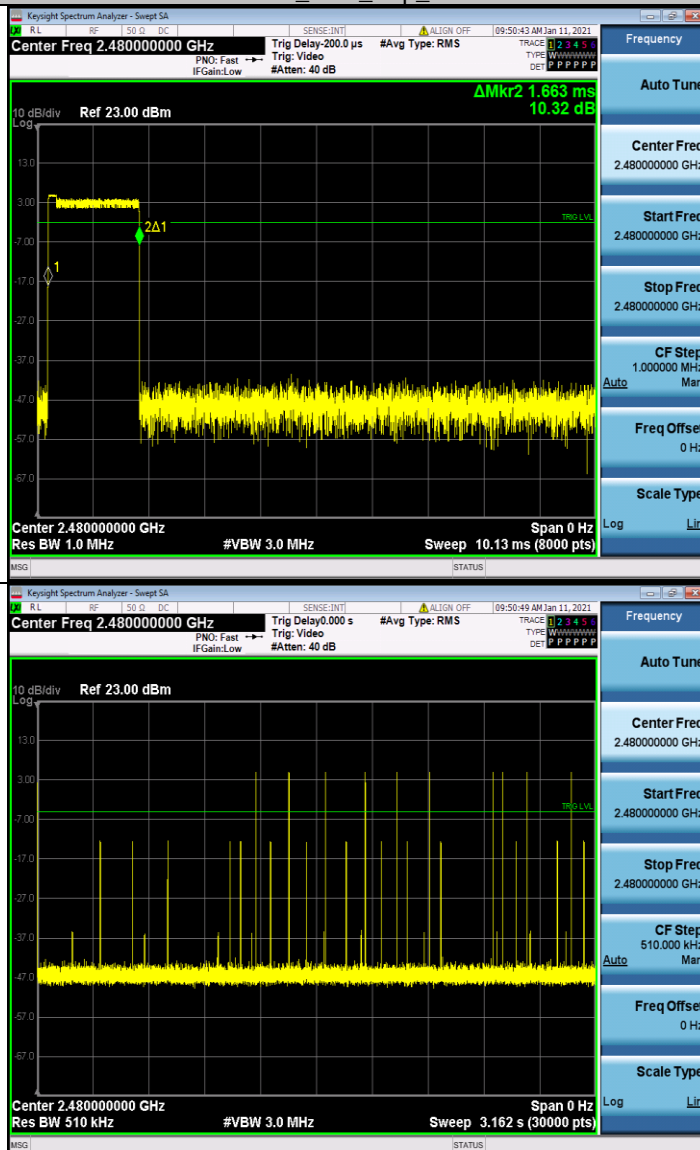 Keysight Spectrum Analyzer - Swept SA
RL RF 50 Ω DC SENSE:INT ALIGN OFF 09:50:43 AM Jan 11, 2021
Center Freq 2.480000000 GHz Trig Delay-200.0 µs #Avg Type: RMS TRACE 1 2 3 4 5 6
PNO: Fast Trig: Video TYPE WWWWWW
IFGain:Low #Atten: 40 dB DET P P P P P P
ΔMkr2 1.663 ms
10.32 dB
10 dB/div Ref 23.00 dBm
Log
13.0
3.00
TRIG LVL
2Δ1
-7.00
1
-17.0
-27.0
-37.0
-47.0
-57.0
-67.0
Center 2.480000000 GHz Span 0 Hz
Res BW 1.0 MHz #VBW 3.0 MHz Sweep 10.13 ms (8000 pts)
MSG STATUS
Frequency
Auto Tune
Center Freq
2.480000000 GHz
Start Freq
2.480000000 GHz
Stop Freq
2.480000000 GHz
CF Step
1.000000 MHz
Auto Man
Freq Offset
0 Hz
Scale Type
Log Lin
Keysight Spectrum Analyzer - Swept SA
RL RF 50 Ω DC SENSE:INT ALIGN OFF 09:50:49 AM Jan 11, 2021
Center Freq 2.480000000 GHz Trig Delay0.000 s #Avg Type: RMS TRACE 1 2 3 4 5 6
PNO: Fast Trig: Video TYPE WWWWWW
IFGain:Low #Atten: 40 dB DET P P P P P P
10 dB/div Ref 23.00 dBm
Log
13.0
3.00
TRIG LVL
-7.00
-17.0
-27.0
-37.0
-47.0
-57.0
-67.0
Center 2.480000000 GHz Span 0 Hz
Res BW 510 kHz #VBW 3.0 MHz Sweep 3.162 s (30000 pts)
MSG STATUS
Frequency
Auto Tune
Center Freq
2.480000000 GHz
Start Freq
2.480000000 GHz
Stop Freq
2.480000000 GHz
CF Step
510.000 kHz
Auto Man
Freq Offset
0 Hz
Scale Type
Log Lin